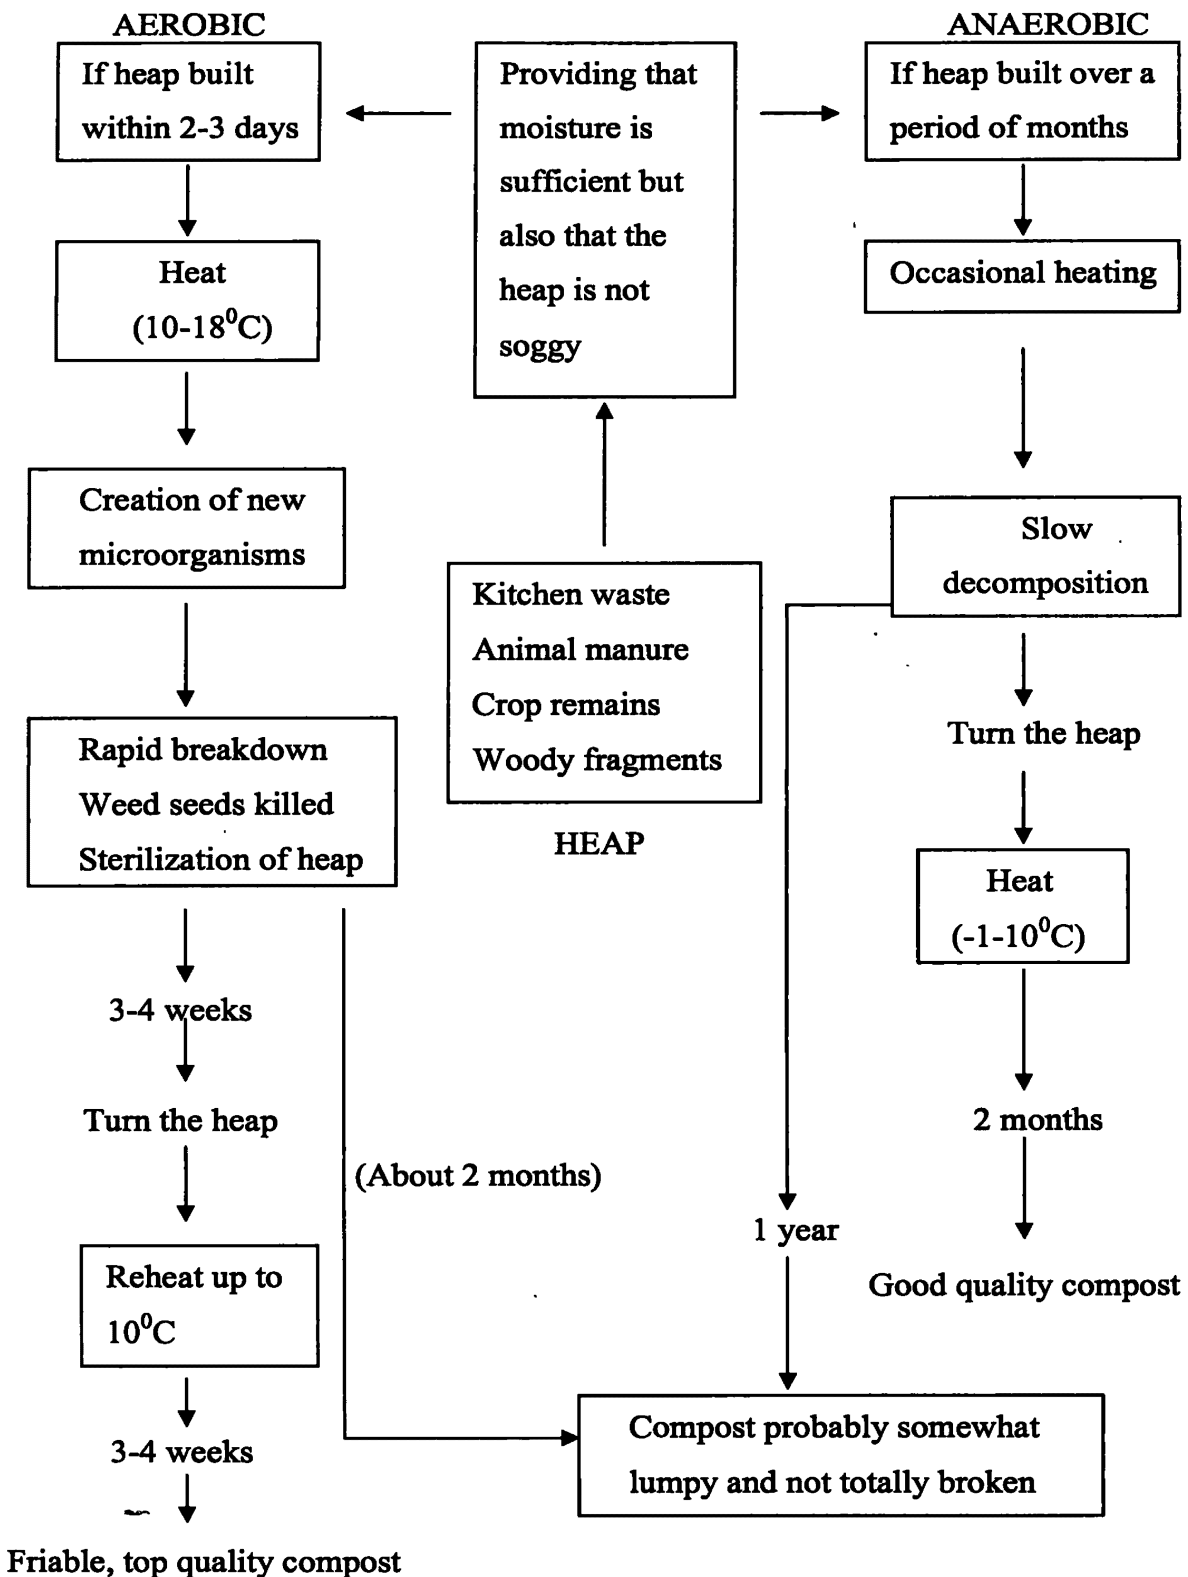 AEROBIC
If heap built
within 2-3 days
Heat
(10-18⁰C)
Creation of new
microorganisms
Rapid breakdown
Weed seeds killed
Sterilization of heap
3-4 weeks
Turn the heap
Reheat up to
10⁰C
3-4 weeks
Friable, top quality compost
(About 2 months)
Providing that
moisture is
sufficient but
also that the
heap is not
soggy
Kitchen waste
Animal manure
Crop remains
Woody fragments
HEAP
ANAEROBIC
If heap built over a
period of months
Occasional heating
Slow
decomposition
Turn the heap
Heat
(-1-10⁰C)
2 months
Good quality compost
1 year
Compost probably somewhat
lumpy and not totally broken